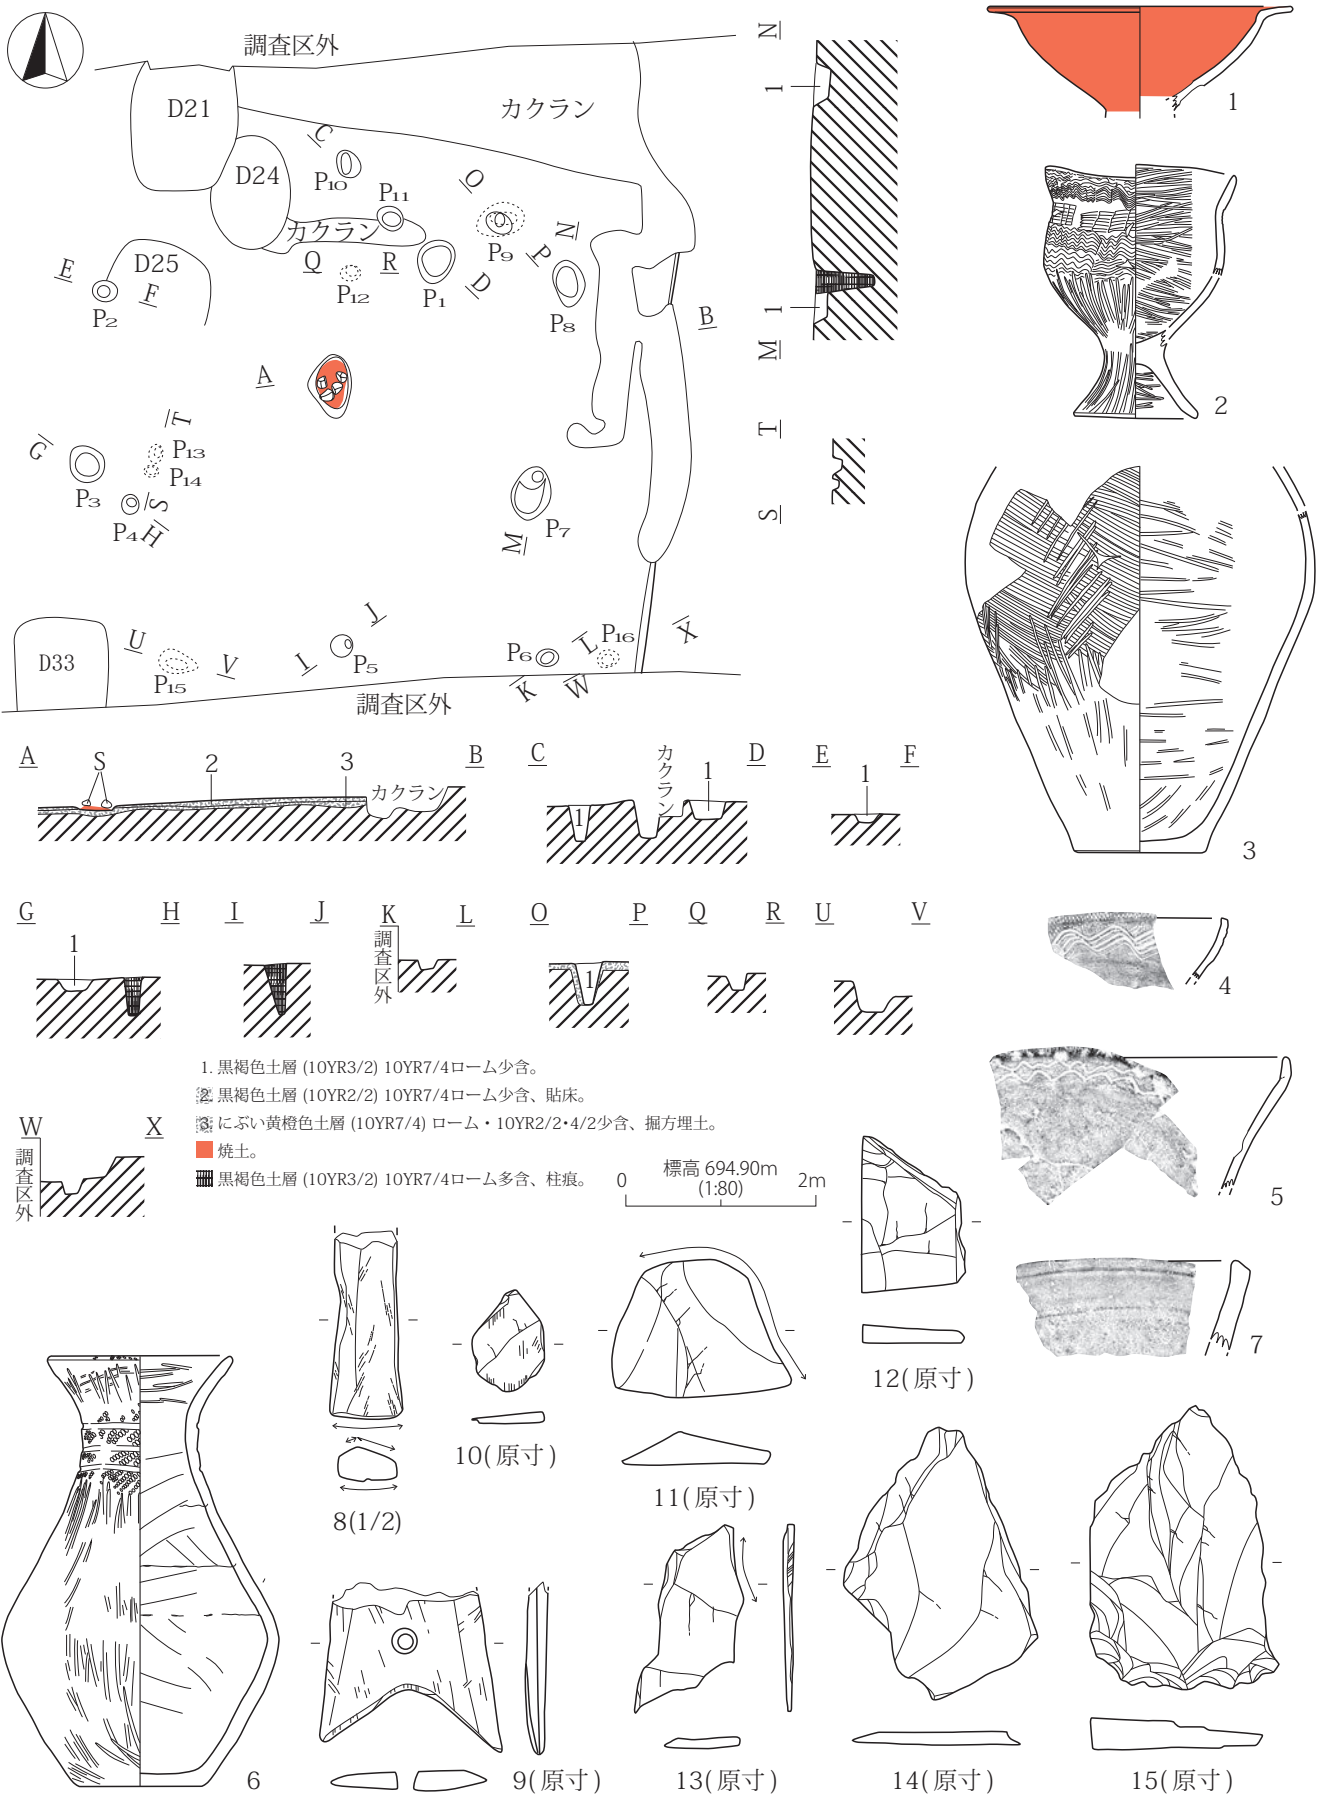 調査区外
カクラン
D21
D24
C
P10
P11
O
カクラン
P9
N
P
E
D25
F
P2
Q
R
P12
P1
D
P8
B
A
T
G
P13
P14
P3
S
P4
H
M
P7
J
U
V
I
P5
P6
L
P16
X
D33
P15
K
W
調査区外
N
1
1
M
T
S
1
2
3
4
5
7
A
S
2
3
カクラン
B
C
1
カクラン
1
D
E
1
F
G
1
H
I
J
K
調査区外
L
O
1
P
Q
R
U
V
1. 黒褐色土層 (10YR3/2) 10YR7/4ローム少含。
2. 黒褐色土層 (10YR2/2) 10YR7/4ローム少含、貼床。
3. にぶい黄橙色土層 (10YR7/4) ローム・10YR2/2・4/2少含、掘方埋土。
焼土。
黒褐色土層 (10YR3/2) 10YR7/4ローム多含、柱痕。
W
調査区外
X
標高 694.90m
0 (1:80) 2m
6
8(1/2)
9(原寸)
10(原寸)
11(原寸)
12(原寸)
13(原寸)
14(原寸)
15(原寸)